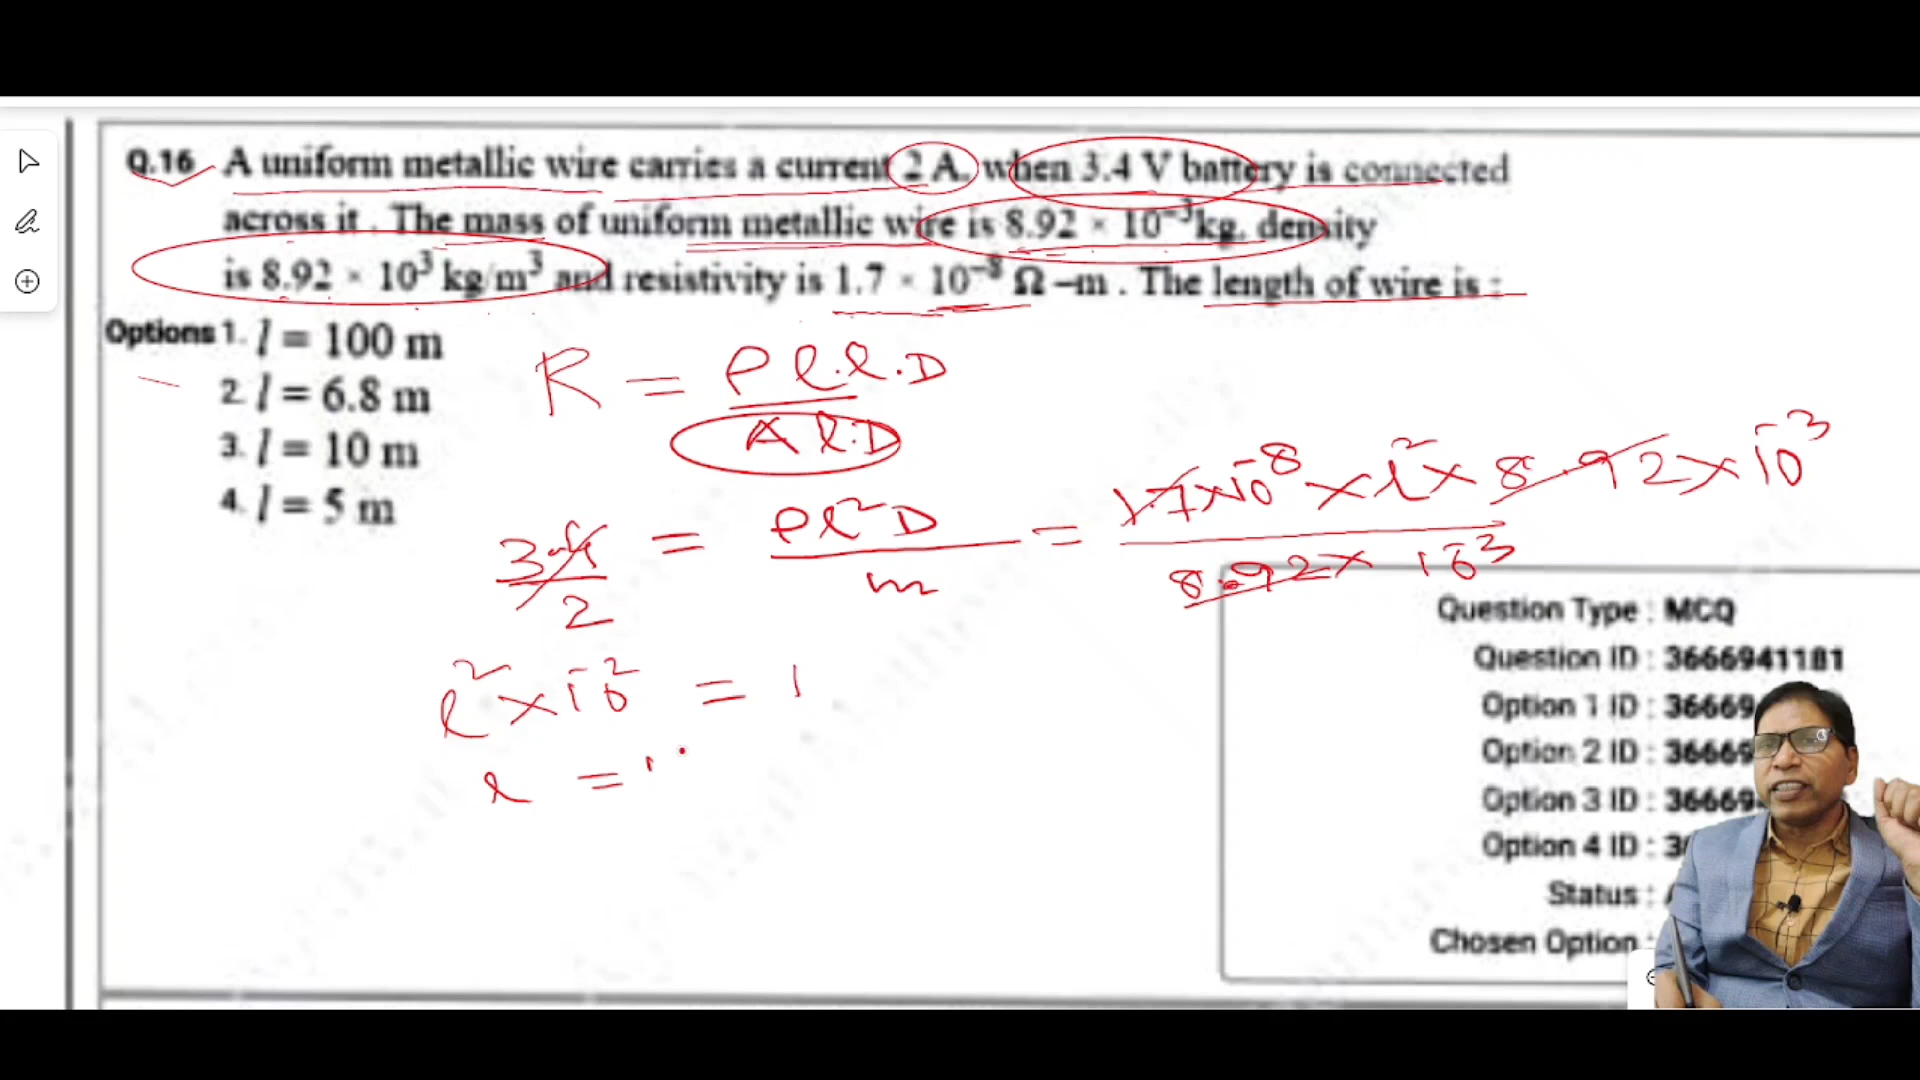 Q.16 A uniform metallic wire carries a current 2 A, when 3.4 V battery is connected
across it . The mass of uniform metallic wire is 8.92 × 10⁻³ kg, density
is 8.92 × 10³ kg/m³ and resistivity is 1.7 × 10⁻⁸ Ω –m . The length of wire is :
Options 1. l = 100 m
2. l = 6.8 m
3. l = 10 m
4. l = 5 m
R = ρ l.l.D / A l.D
3.4 / 2 = ρl²D / m = 1.7×10⁻⁸ × l² × 8.92 × 10³ / 8.92 × 10⁻³
l² × 10⁻² = 1
l =
Question Type : MCQ
Question ID : 3666941181
Option 1 ID : 36669
Option 2 ID : 36669
Option 3 ID : 36669
Option 4 ID : 3
Status :
Chosen Option :